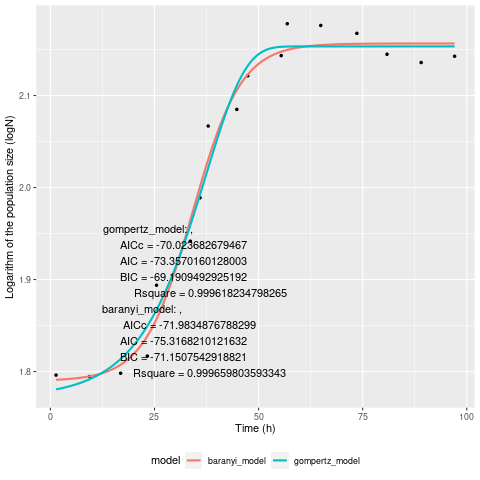 2.1
2.0
1.9
1.8
Logarithm of the population size (logN)
gompertz_model: ,
AICc = -70.023682679467
AIC = -73.3570160128003
BIC = -69.1909492925192
Rsquare = 0.999618234798265
baranyi_model: ,
AICc = -71.9834876788299
AIC = -75.3168210121632
BIC = -71.1507542918821
Rsquare = 0.999659803593343
0 25 50 75 100
Time (h)
model baranyi_model gompertz_model